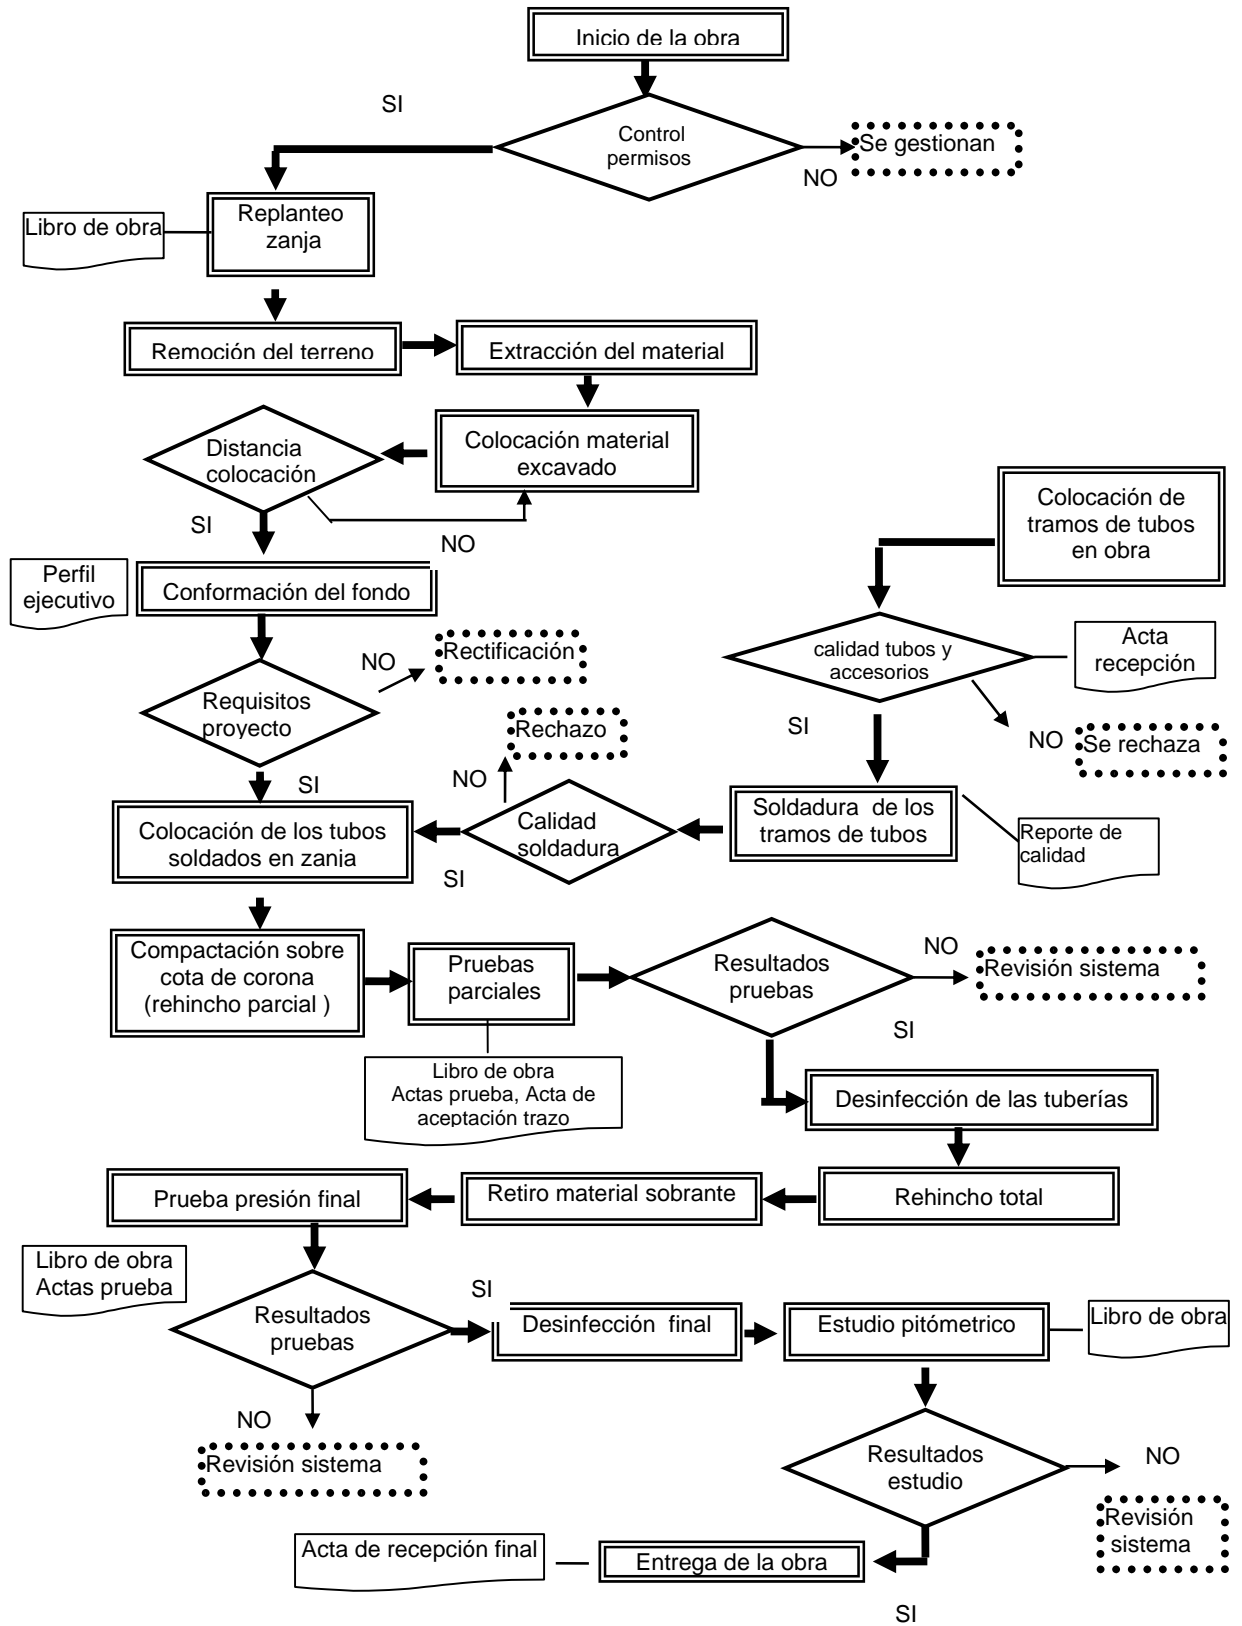 Inicio de la obra
SI
Control
permisos
Se gestionan
NO
Libro de obra
Replanteo
zanja
Remoción del terreno
Extracción del material
Distancia
colocación
Colocación material
excavado
SI
NO
Colocación de
tramos de tubos
en obra
Perfil
ejecutivo
Conformación del fondo
NO
Rectificación
calidad tubos y
accesorios
Acta
recepción
Requisitos
proyecto
Rechazo
SI
NO
Se rechaza
NO
SI
Colocación de los tubos
soldados en zanja
Calidad
soldadura
SI
Soldadura de los
tramos de tubos
Reporte de
calidad
Compactación sobre
cota de corona
(rehincho parcial )
Pruebas
parciales
Resultados
pruebas
NO
Revisión sistema
SI
Libro de obra
Actas prueba, Acta de
aceptación trazo
Desinfección de las tuberías
Prueba presión final
Retiro material sobrante
Rehincho total
Libro de obra
Actas prueba
Resultados
pruebas
SI
Desinfección final
Estudio pitómetrico
Libro de obra
NO
Revisión sistema
Resultados
estudio
NO
Revisión
sistema
Acta de recepción final
Entrega de la obra
SI